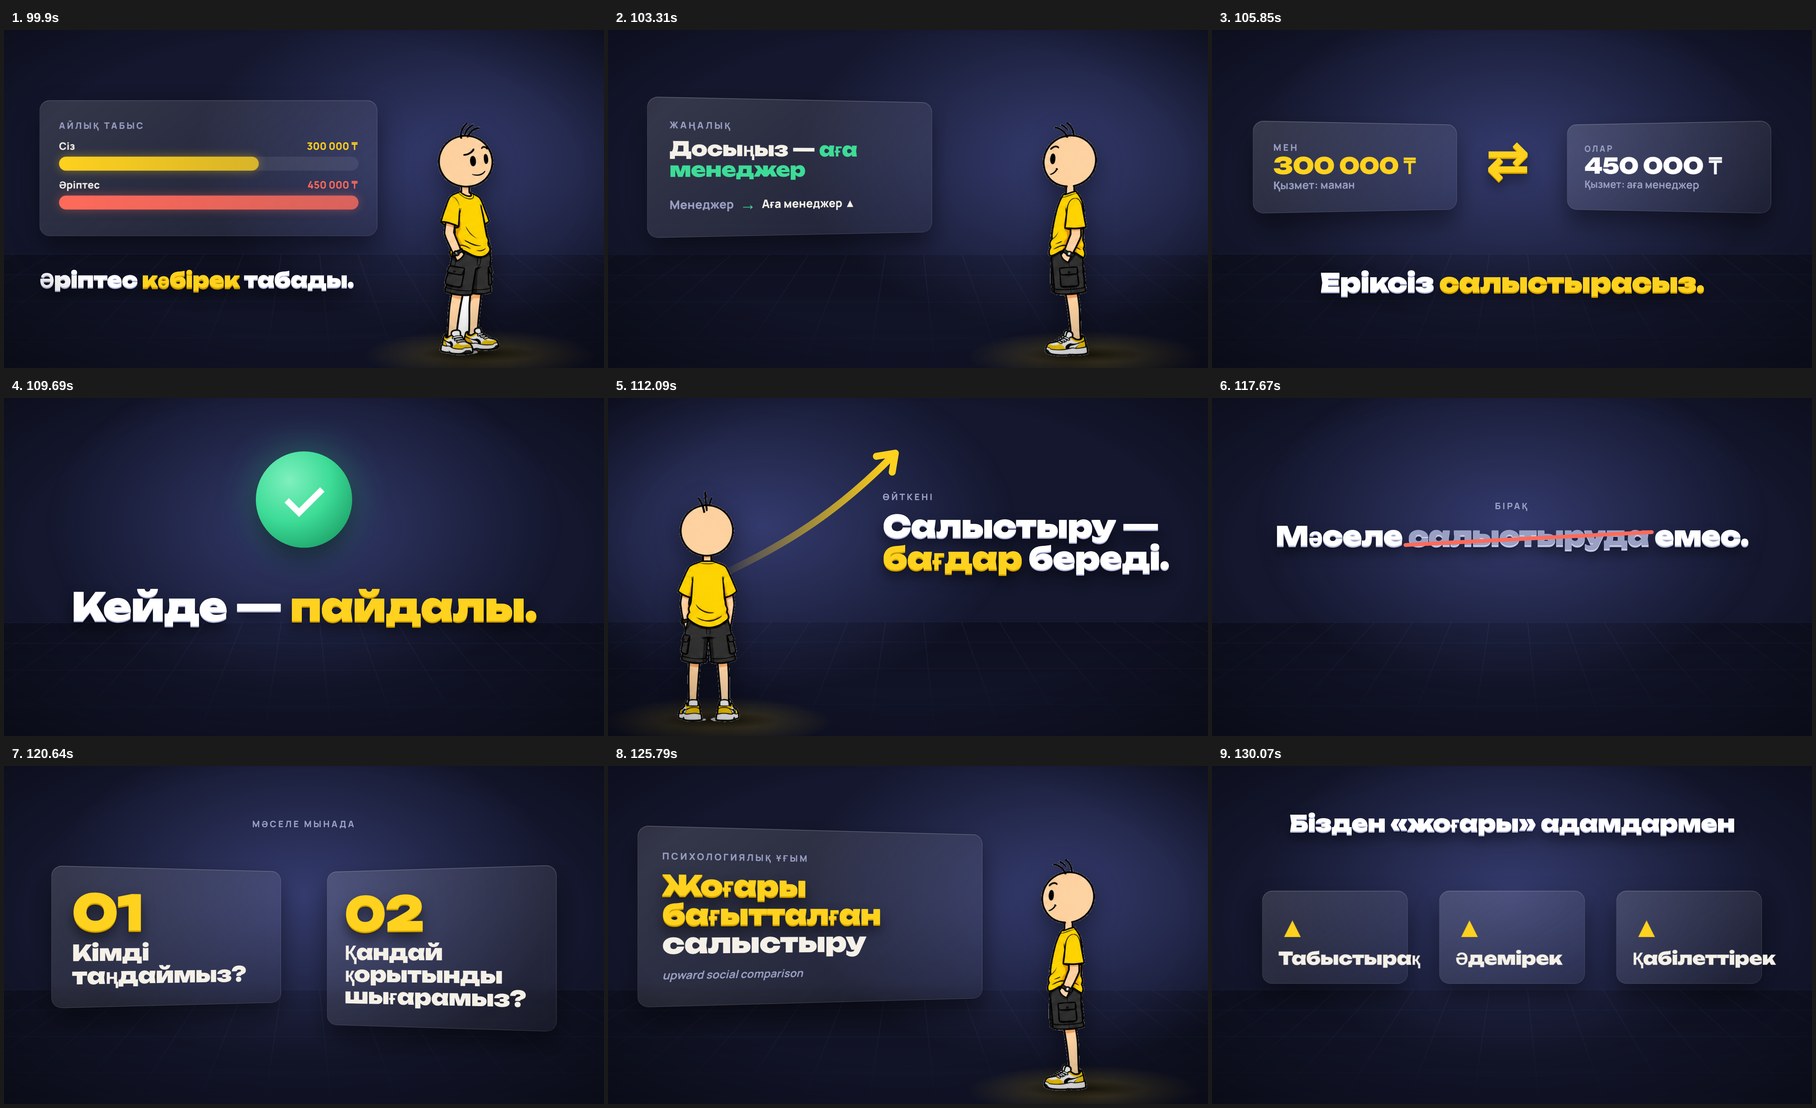 1. 99.9s
АЙЛЫҚ ТАБЫС
Сіз 300 000 ₸
Әріптес 450 000 ₸
Әріптес көбірек табады.
2. 103.31s
ЖАҢАЛЫҚ
Досыңыз — аға
менеджер
Менеджер → Аға менеджер ▲
3. 105.85s
МЕН
300 000 ₸
Қызмет: маман
ОЛАР
450 000 ₸
Қызмет: аға менеджер
Еріксіз салыстырасыз.
4. 109.69s
Кейде — пайдалы.
5. 112.09s
ӨЙТКЕНІ
Салыстыру —
бағдар береді.
6. 117.67s
БІРАҚ
Мәселе салыстыруда емес.
7. 120.64s
МӘСЕЛЕ МЫНАДА
01
Кімді
таңдаймыз?
02
Қандай
қорытынды
шығарамыз?
8. 125.79s
ПСИХОЛОГИЯЛЫҚ ҰҒЫМ
Жоғары
бағытталған
салыстыру
upward social comparison
9. 130.07s
Бізден «жоғары» адамдармен
▲
Табыстырақ
▲
Әдемірек
▲
Қабілеттірек